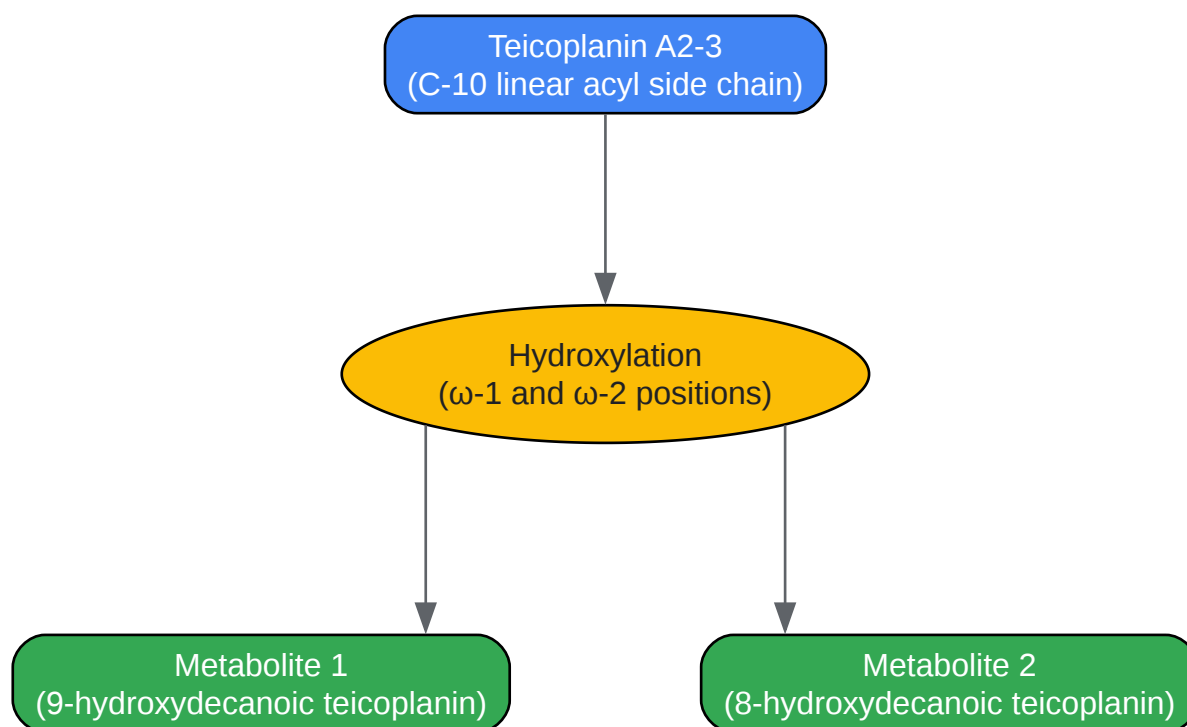 Teicoplanin A2-3
(C-10 linear acyl side chain)
Hydroxylation
(ω-1 and ω-2 positions)
Metabolite 1
(9-hydroxydecanoic teicoplanin)
Metabolite 2
(8-hydroxydecanoic teicoplanin)